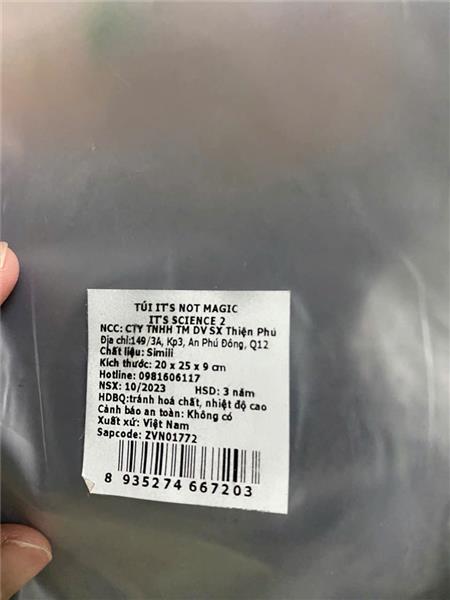 TÚI IT'S NOT MAGIC
IT'S SCIENCE 2
NCC: CTY TNHH TM DV SX Thiện Phú
Địa chỉ:149/3A, Kp3, An Phú Đông, Q12
Chất liệu: Simili
Kích thước: 20 x 25 x 9 cm
Hotline: 0981606117
NSX: 10/2023 HSD: 3 năm
HDBQ:tránh hoá chất, nhiệt độ cao
Cảnh báo an toàn: Không có
Xuất xứ: Việt Nam
Sapcode: ZVN01772
8 935274 667203